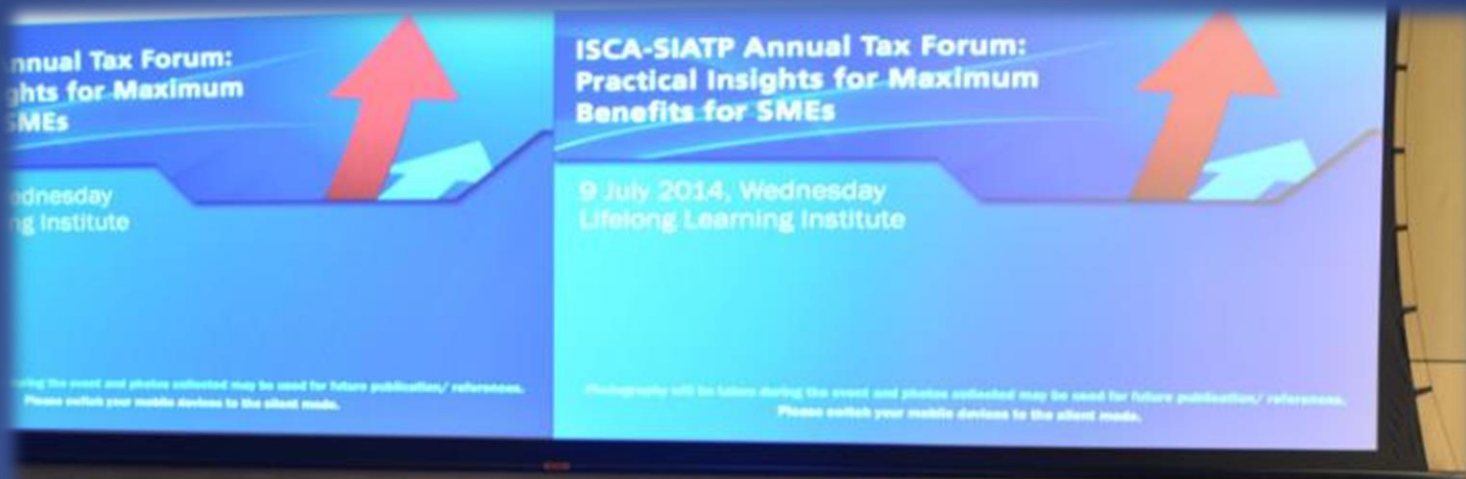 nnual Tax Forum:
ghts for Maximum
SMEs
ednesday
ng Institute
ring the event and photos collected may be used for future publication/ references.
Please switch your mobile devices to the silent mode.
ISCA-SIATP Annual Tax Forum:
Practical Insights for Maximum
Benefits for SMEs
9 July 2014, Wednesday
Lifelong Learning Institute
Photography will be taken during the event and photos collected may be used for future publication/ references.
Please switch your mobile devices to the silent mode.